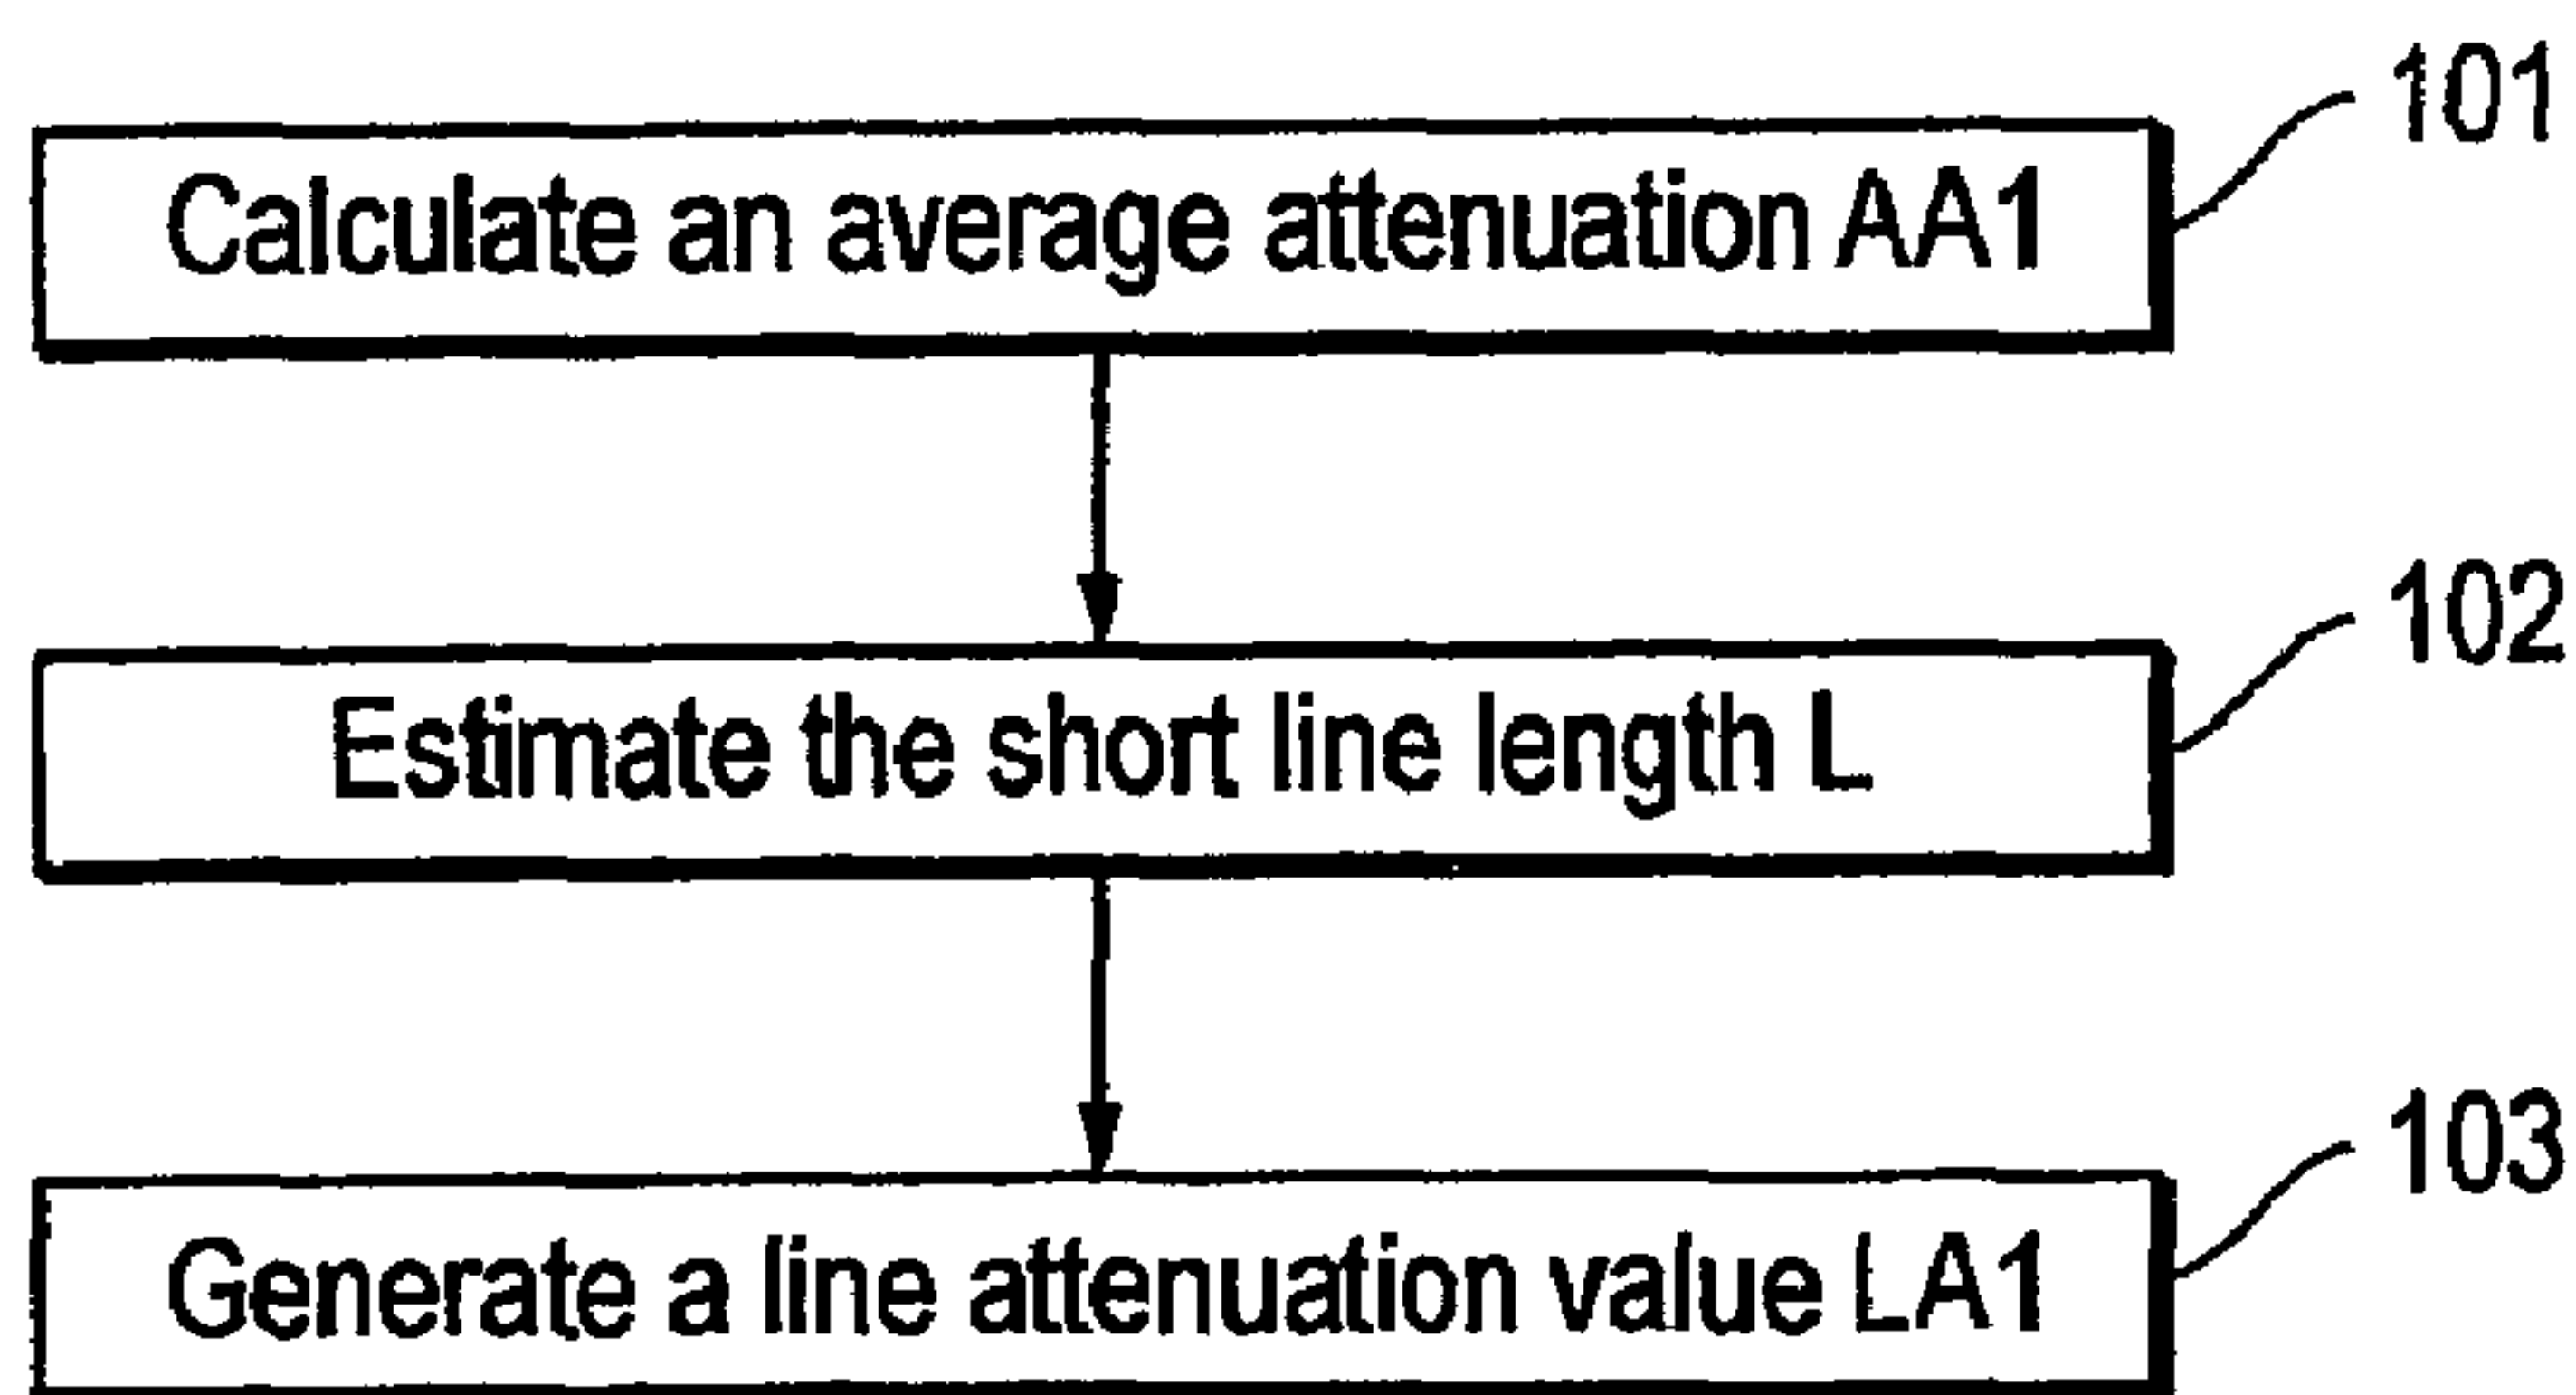 101
Calculate an average attenuation AA1
102
Estimate the short line length L
103
Generate a line attenuation value LA1